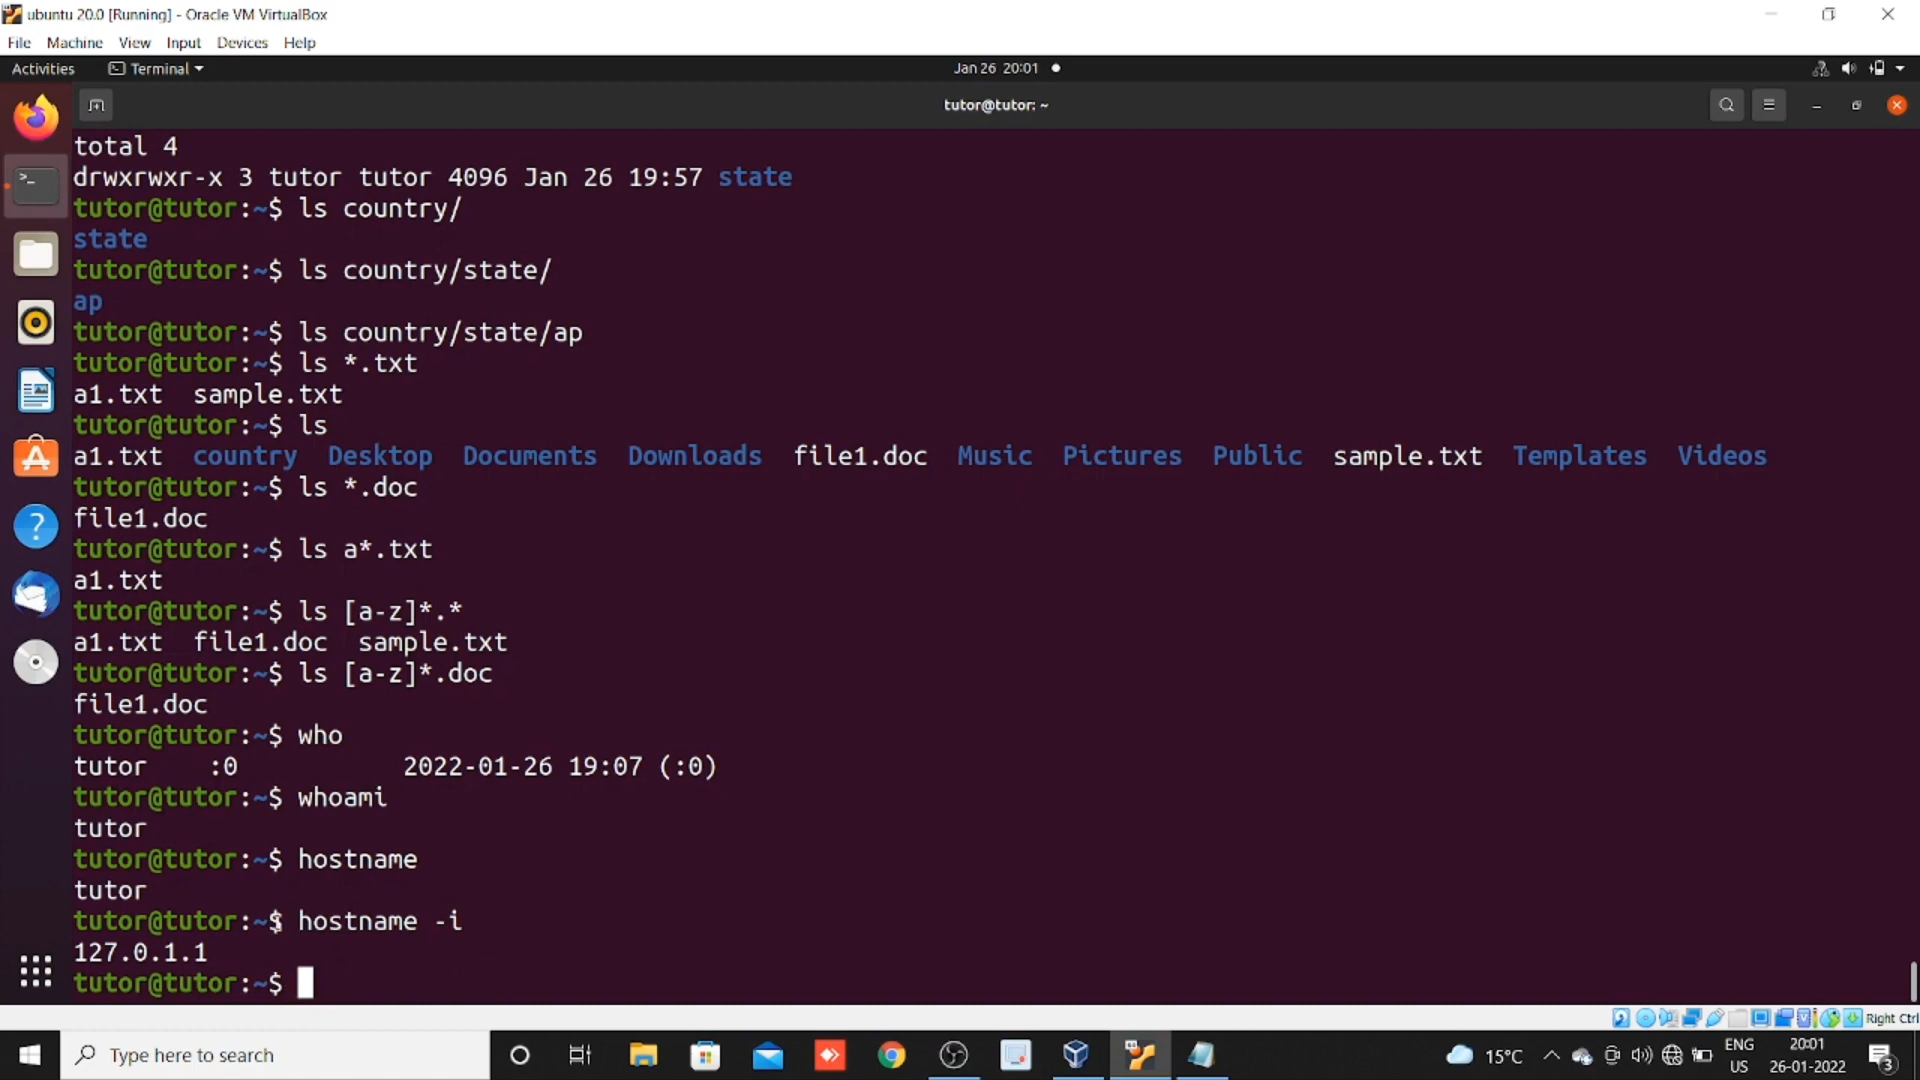 ubuntu 20.0 [Running] - Oracle VM VirtualBox
File Machine View Input Devices Help
Activities Terminal Jan 26 20:01
tutor@tutor: ~
total 4
drwxrwxr-x 3 tutor tutor 4096 Jan 26 19:57 state
tutor@tutor:~$ ls country/
state
tutor@tutor:~$ ls country/state/
ap
tutor@tutor:~$ ls country/state/ap
tutor@tutor:~$ ls *.txt
a1.txt sample.txt
tutor@tutor:~$ ls
a1.txt country Desktop Documents Downloads file1.doc Music Pictures Public sample.txt Templates Videos
tutor@tutor:~$ ls *.doc
file1.doc
tutor@tutor:~$ ls a*.txt
a1.txt
tutor@tutor:~$ ls [a-z]*.*
a1.txt file1.doc sample.txt
tutor@tutor:~$ ls [a-z]*.doc
file1.doc
tutor@tutor:~$ who
tutor :0 2022-01-26 19:07 (:0)
tutor@tutor:~$ whoami
tutor
tutor@tutor:~$ hostname
tutor
tutor@tutor:~$ hostname -i
127.0.1.1
tutor@tutor:~$
Right Ctrl
Type here to search
15°C
ENG
US
20:01
26-01-2022
3